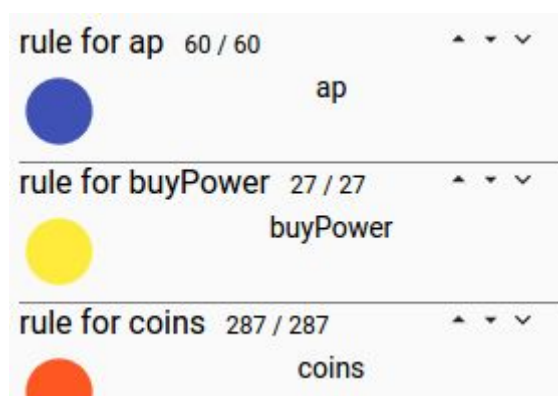 rule for ap 60 / 60
ap
rule for buyPower 27 / 27
buyPower
rule for coins 287 / 287
coins